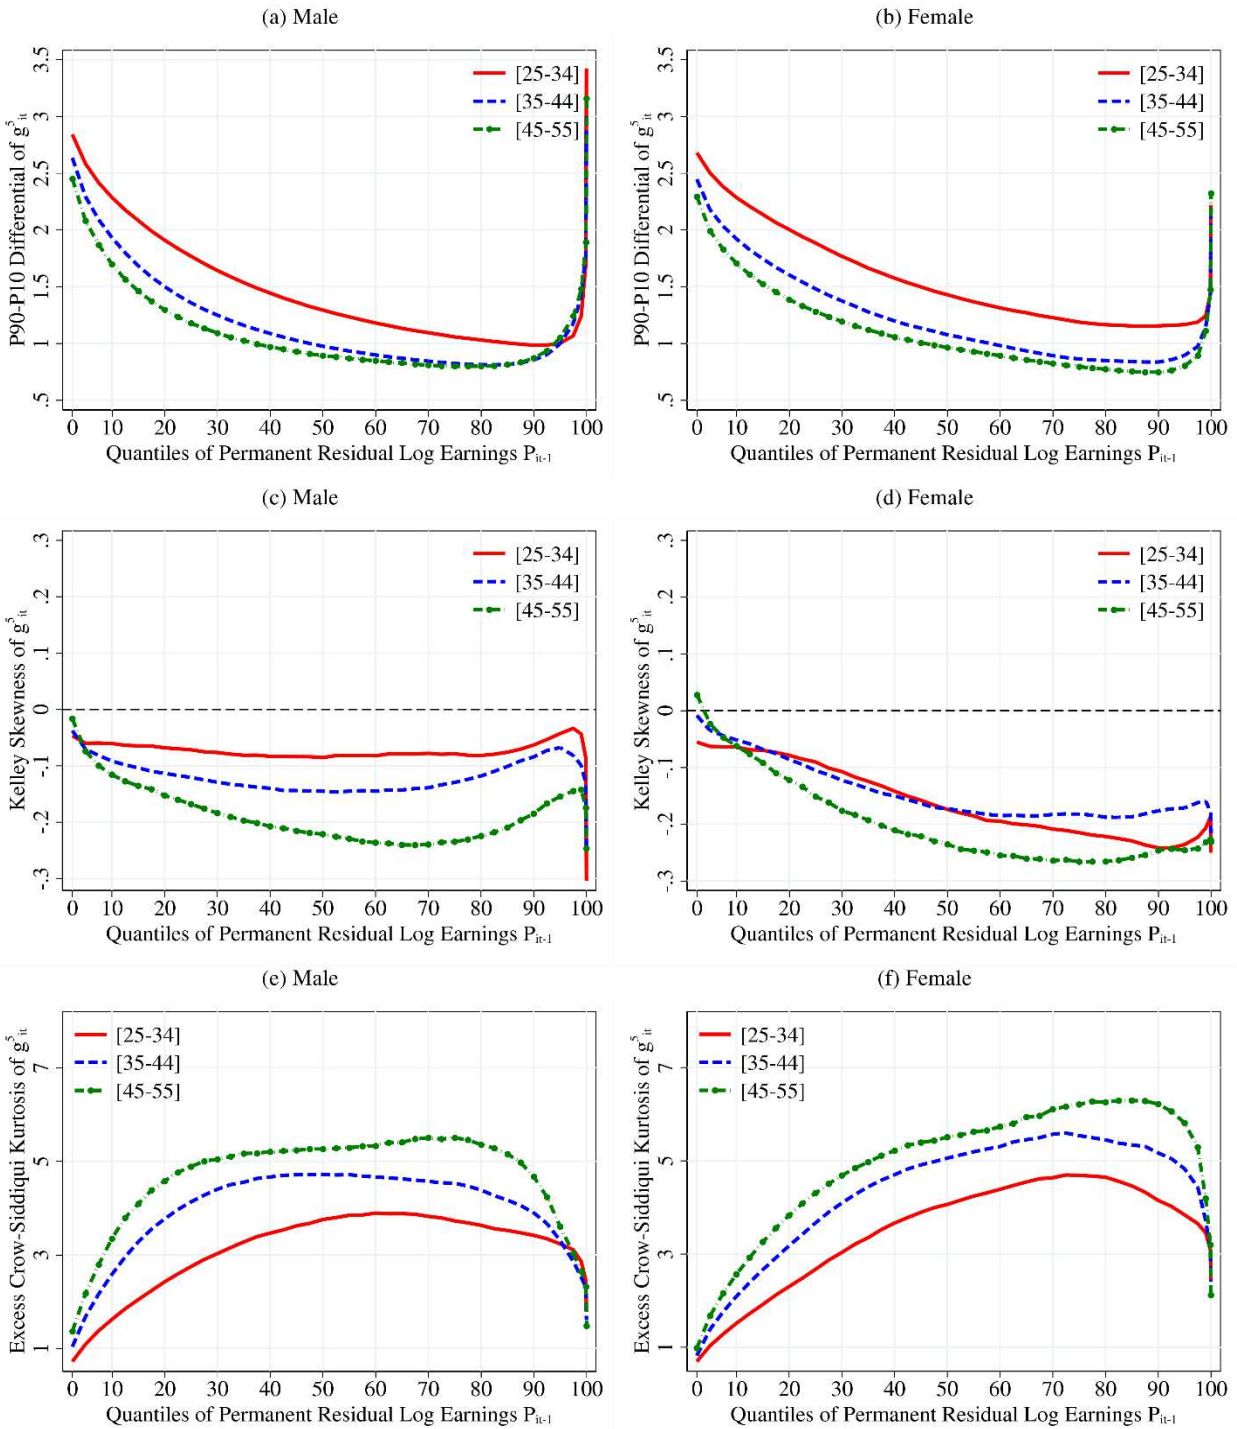 (a) Male
P90-P10 Differential of g⁵ᵢₜ
3.5
3
2.5
2
1.5
1
.5
[25-34]
[35-44]
[45-55]
0 10 20 30 40 50 60 70 80 90 100
Quantiles of Permanent Residual Log Earnings Pᵢₜ₋₁
(b) Female
P90-P10 Differential of g⁵ᵢₜ
3.5
3
2.5
2
1.5
1
.5
[25-34]
[35-44]
[45-55]
0 10 20 30 40 50 60 70 80 90 100
Quantiles of Permanent Residual Log Earnings Pᵢₜ₋₁
(c) Male
Kelley Skewness of g⁵ᵢₜ
.3
.2
.1
0
-.1
-.2
-.3
[25-34]
[35-44]
[45-55]
0 10 20 30 40 50 60 70 80 90 100
Quantiles of Permanent Residual Log Earnings Pᵢₜ₋₁
(d) Female
Kelley Skewness of g⁵ᵢₜ
.3
.2
.1
0
-.1
-.2
-.3
[25-34]
[35-44]
[45-55]
0 10 20 30 40 50 60 70 80 90 100
Quantiles of Permanent Residual Log Earnings Pᵢₜ₋₁
(e) Male
Excess Crow-Siddiqui Kurtosis of g⁵ᵢₜ
7
5
3
1
[25-34]
[35-44]
[45-55]
0 10 20 30 40 50 60 70 80 90 100
Quantiles of Permanent Residual Log Earnings Pᵢₜ₋₁
(f) Female
Excess Crow-Siddiqui Kurtosis of g⁵ᵢₜ
7
5
3
1
[25-34]
[35-44]
[45-55]
0 10 20 30 40 50 60 70 80 90 100
Quantiles of Permanent Residual Log Earnings Pᵢₜ₋₁